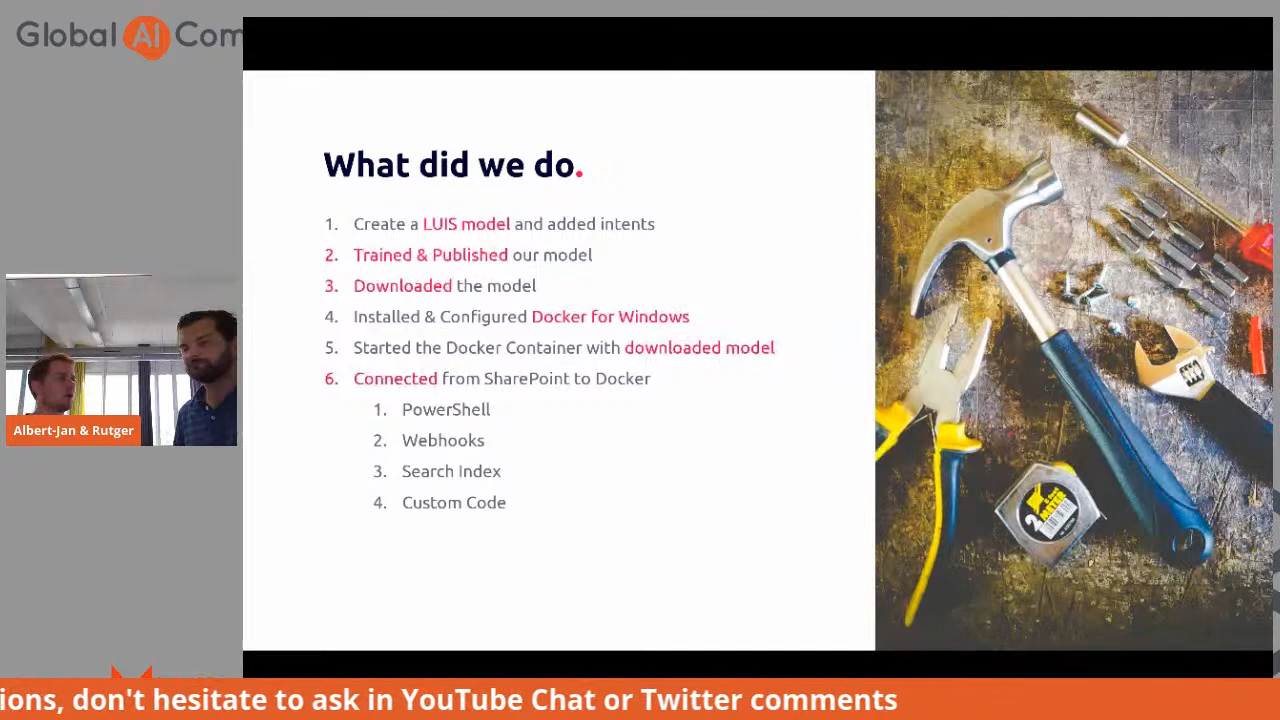 Global AI Com
What did we do.
1. Create a LUIS model and added intents
2. Trained & Published our model
3. Downloaded the model
4. Installed & Configured Docker for Windows
5. Started the Docker Container with downloaded model
6. Connected from SharePoint to Docker
1. PowerShell
2. Webhooks
3. Search Index
4. Custom Code
2 METER
Albert-Jan & Rutger
ions, don't hesitate to ask in YouTube Chat or Twitter comments